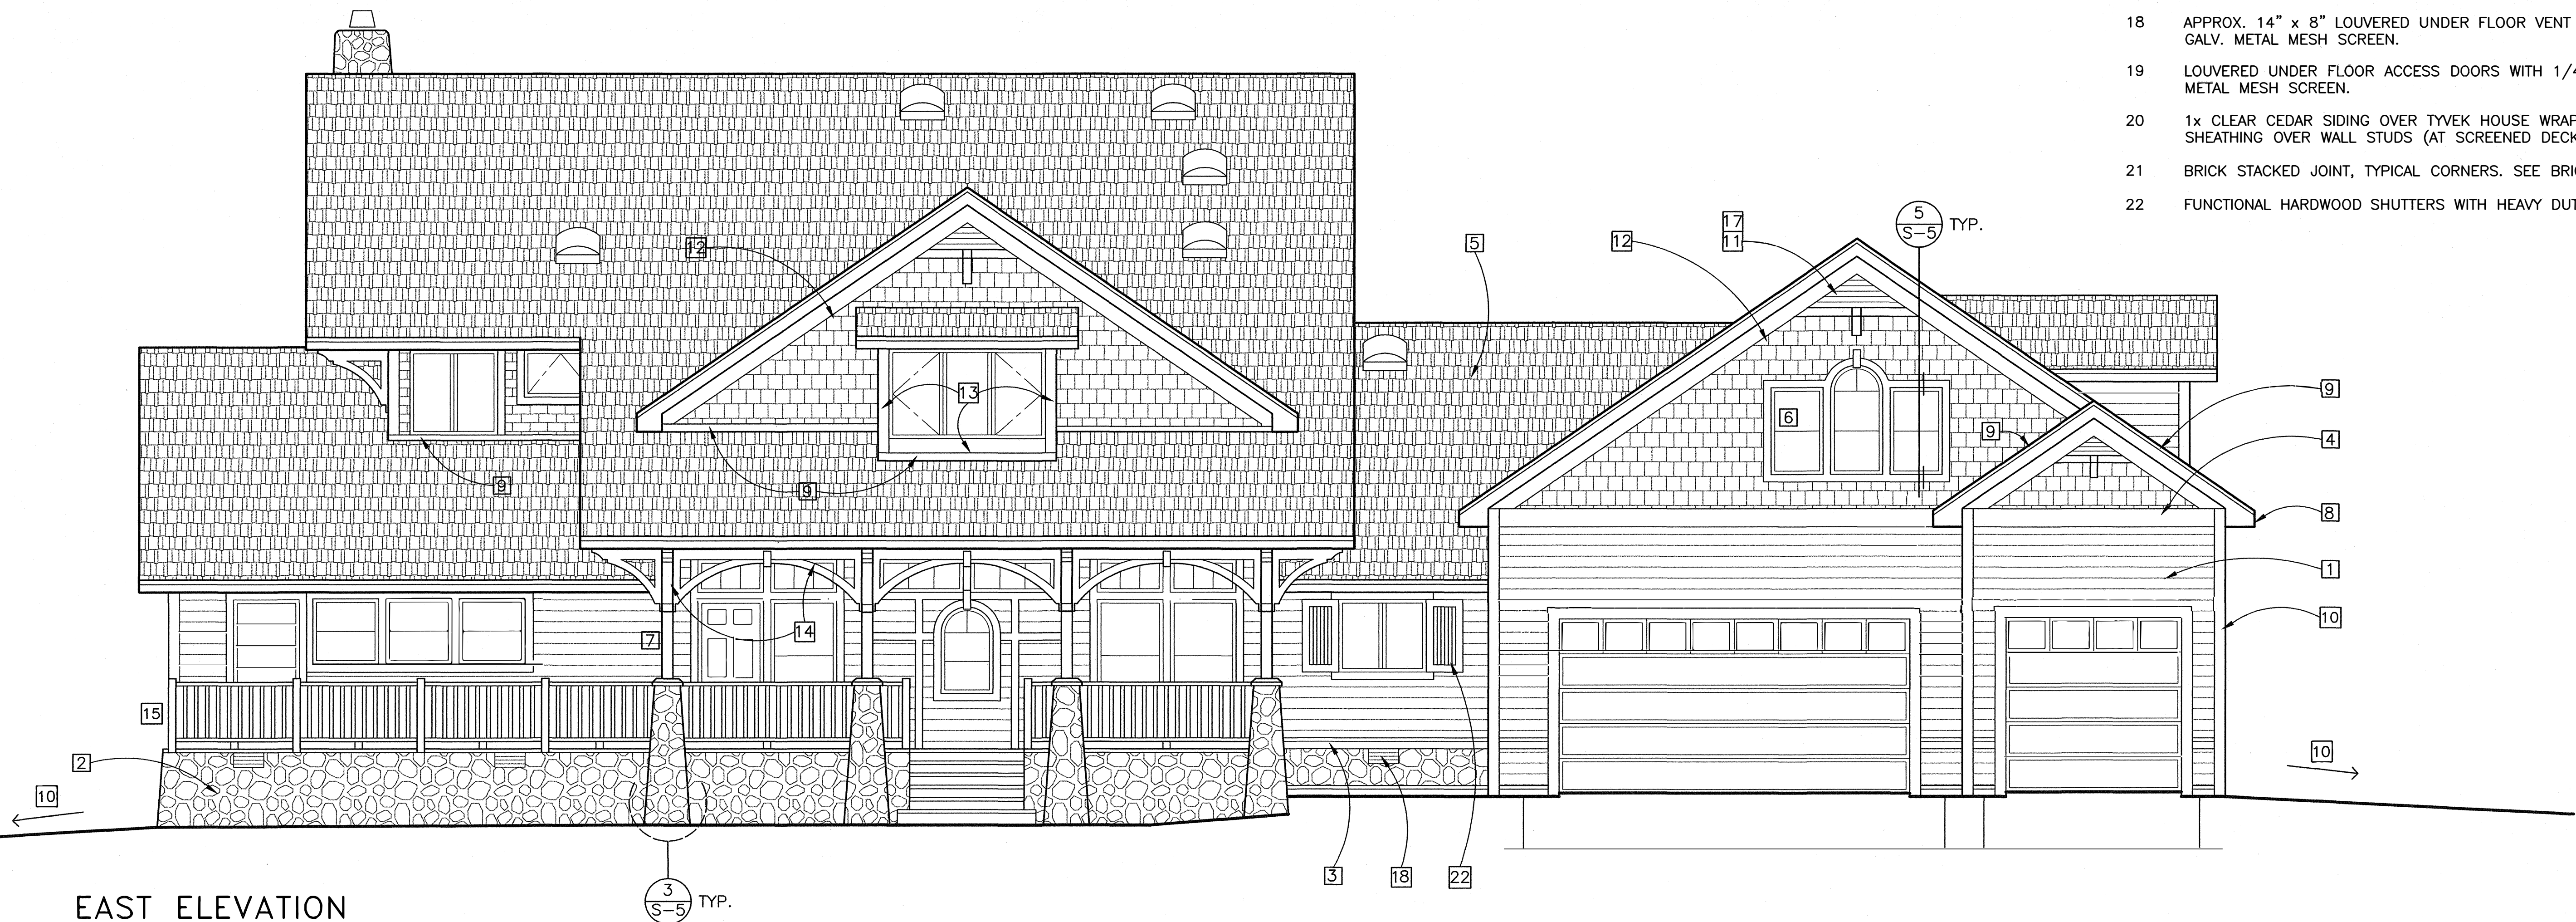 18 APPROX. 14” x 8” LOUVERED UNDER FLOOR VENT
GALV. METAL MESH SCREEN.
19 LOUVERED UNDER FLOOR ACCESS DOORS WITH 1/4
METAL MESH SCREEN.
20 1x CLEAR CEDAR SIDING OVER TYVEK HOUSE WRAP
SHEATHING OVER WALL STUDS (AT SCREENED DECK
21 BRICK STACKED JOINT, TYPICAL CORNERS. SEE BRI
22 FUNCTIONAL HARDWOOD SHUTTERS WITH HEAVY DUT
5
S-5
TYP.
17
11
12
5
12
13
6
9
9
4
9
9
8
1
14
7
10
15
2
10
10
3
18
22
3
S-5
TYP.
EAST ELEVATION